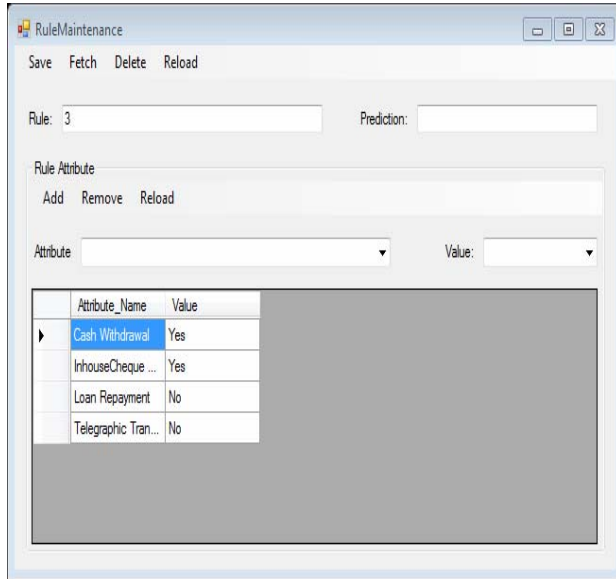 RuleMaintenance
Save Fetch Delete Reload
Rule: 3 Prediction:
Rule Attribute
Add Remove Reload
Attribute Value:
Attribute_Name Value
Cash Withdrawal Yes
InhouseCheque ... Yes
Loan Repayment No
Telegraphic Tran... No